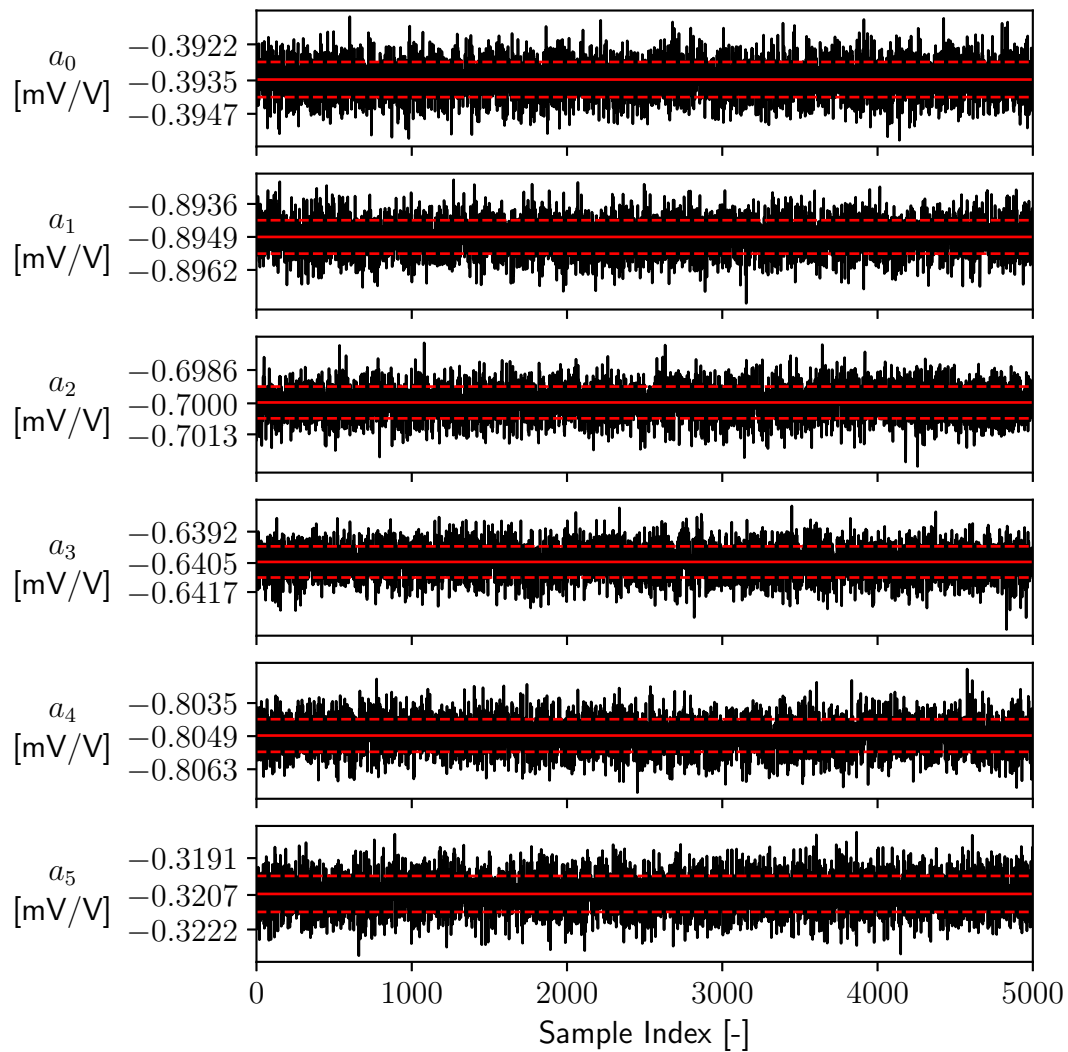 a₀
[mV/V]
−0.3922
−0.3935
−0.3947
a₁
[mV/V]
−0.8936
−0.8949
−0.8962
a₂
[mV/V]
−0.6986
−0.7000
−0.7013
a₃
[mV/V]
−0.6392
−0.6405
−0.6417
a₄
[mV/V]
−0.8035
−0.8049
−0.8063
a₅
[mV/V]
−0.3191
−0.3207
−0.3222
0 1000 2000 3000 4000 5000
Sample Index [-]